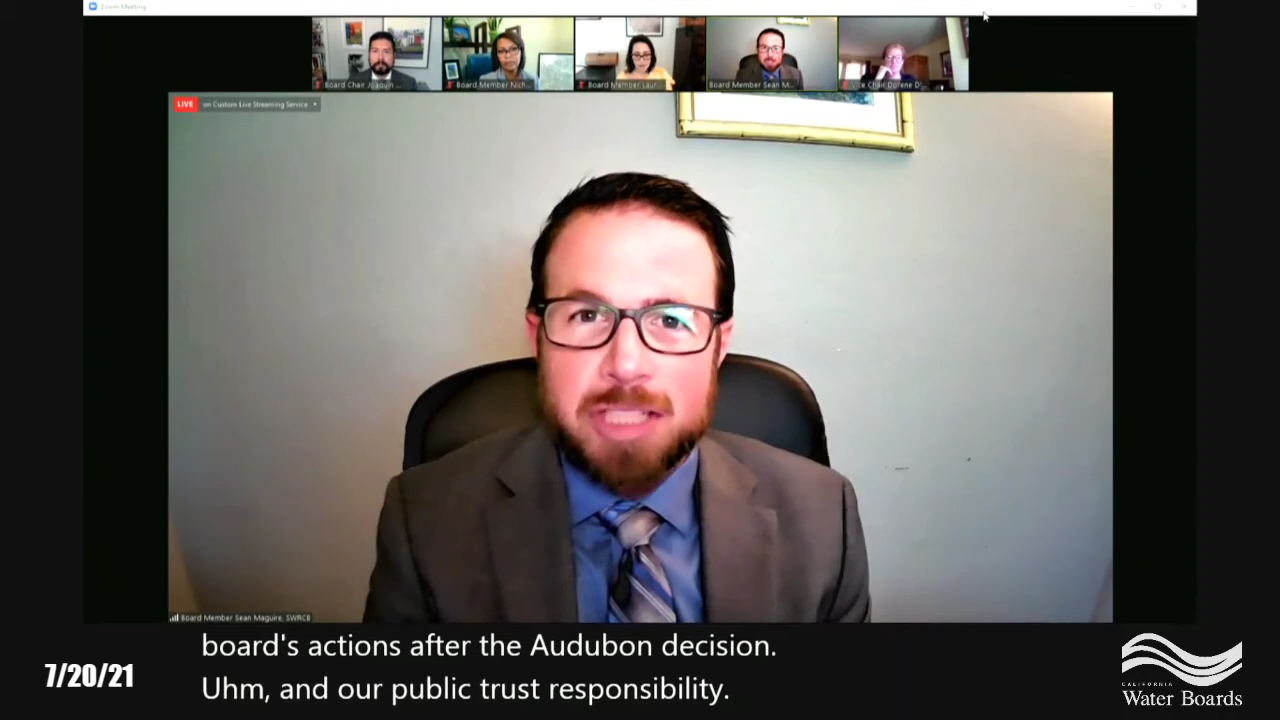 Zoom Meeting
Board Chair Joaquin ...
Board Member Nich...
Board Member Laur...
Board Member Sean M...
Vice Chair Dorene D'...
LIVE on Custom Live Streaming Service
Board Member Sean Maguire, SWRCB
board's actions after the Audubon decision.
Uhm, and our public trust responsibility.
7/20/21
CALIFORNIA
Water Boards